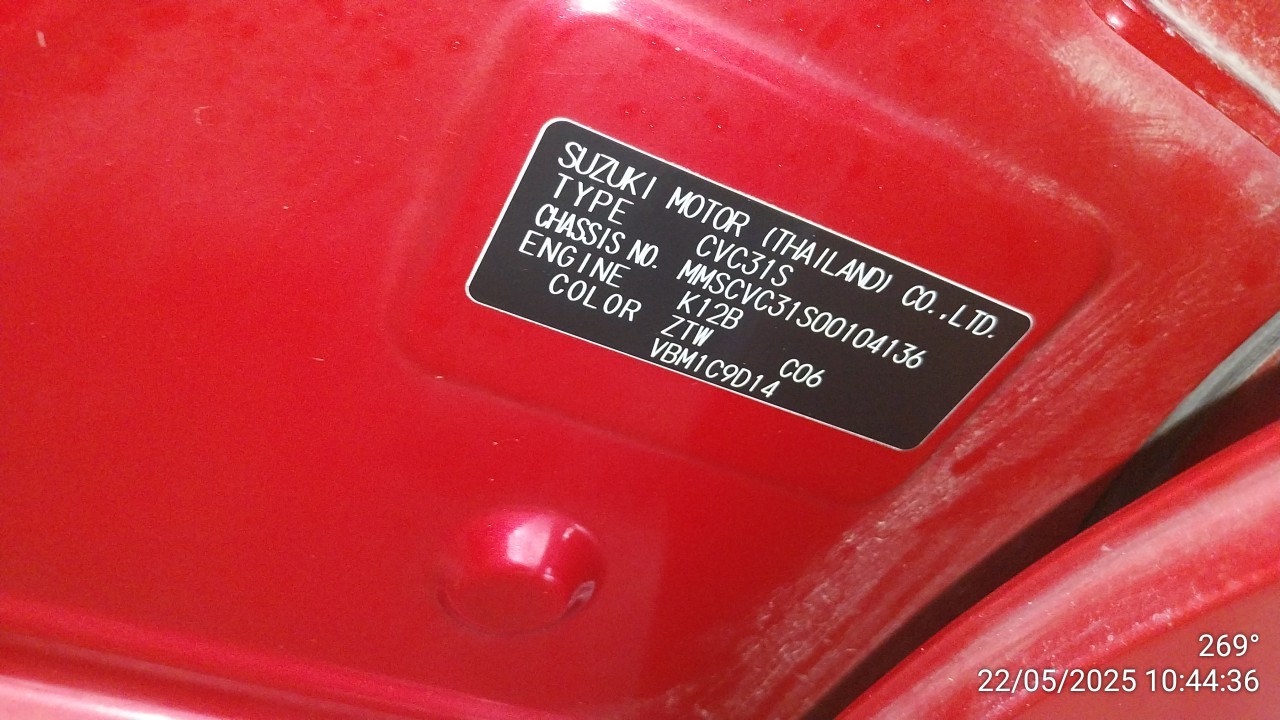 SUZUKI MOTOR (THAILAND) CO.,LTD.
TYPE CVC31S
CHASSIS NO. MMSCVC31S00104136
ENGINE K12B
COLOR ZTW C06
VBM1C9D14
269°
22/05/2025 10:44:36